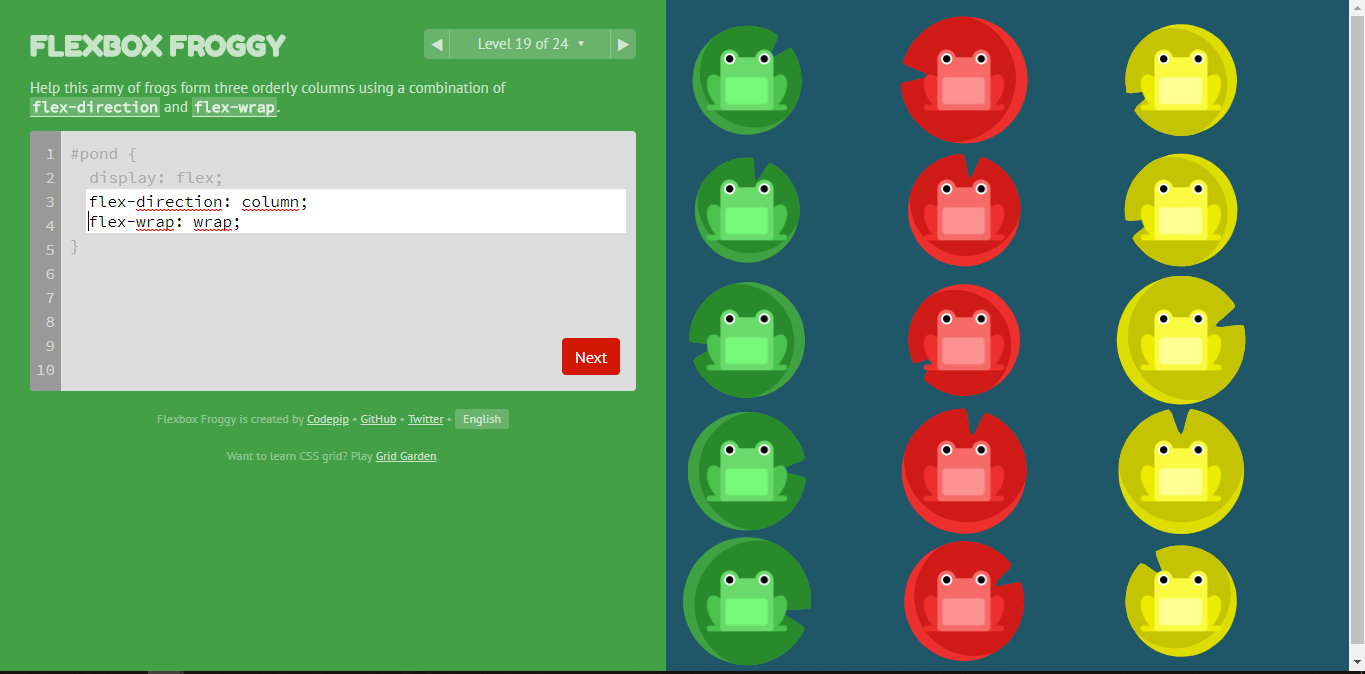 FLEXBOX FROGGY
◀ Level 19 of 24 ▼ ▶
Help this army of frogs form three orderly columns using a combination of
flex-direction and flex-wrap.
1 #pond {
2 display: flex;
3 flex-direction: column;
4 flex-wrap: wrap;
5 }
6
7
8
9
10
Next
Flexbox Froggy is created by Codepip • GitHub • Twitter • English
Want to learn CSS grid? Play Grid Garden.